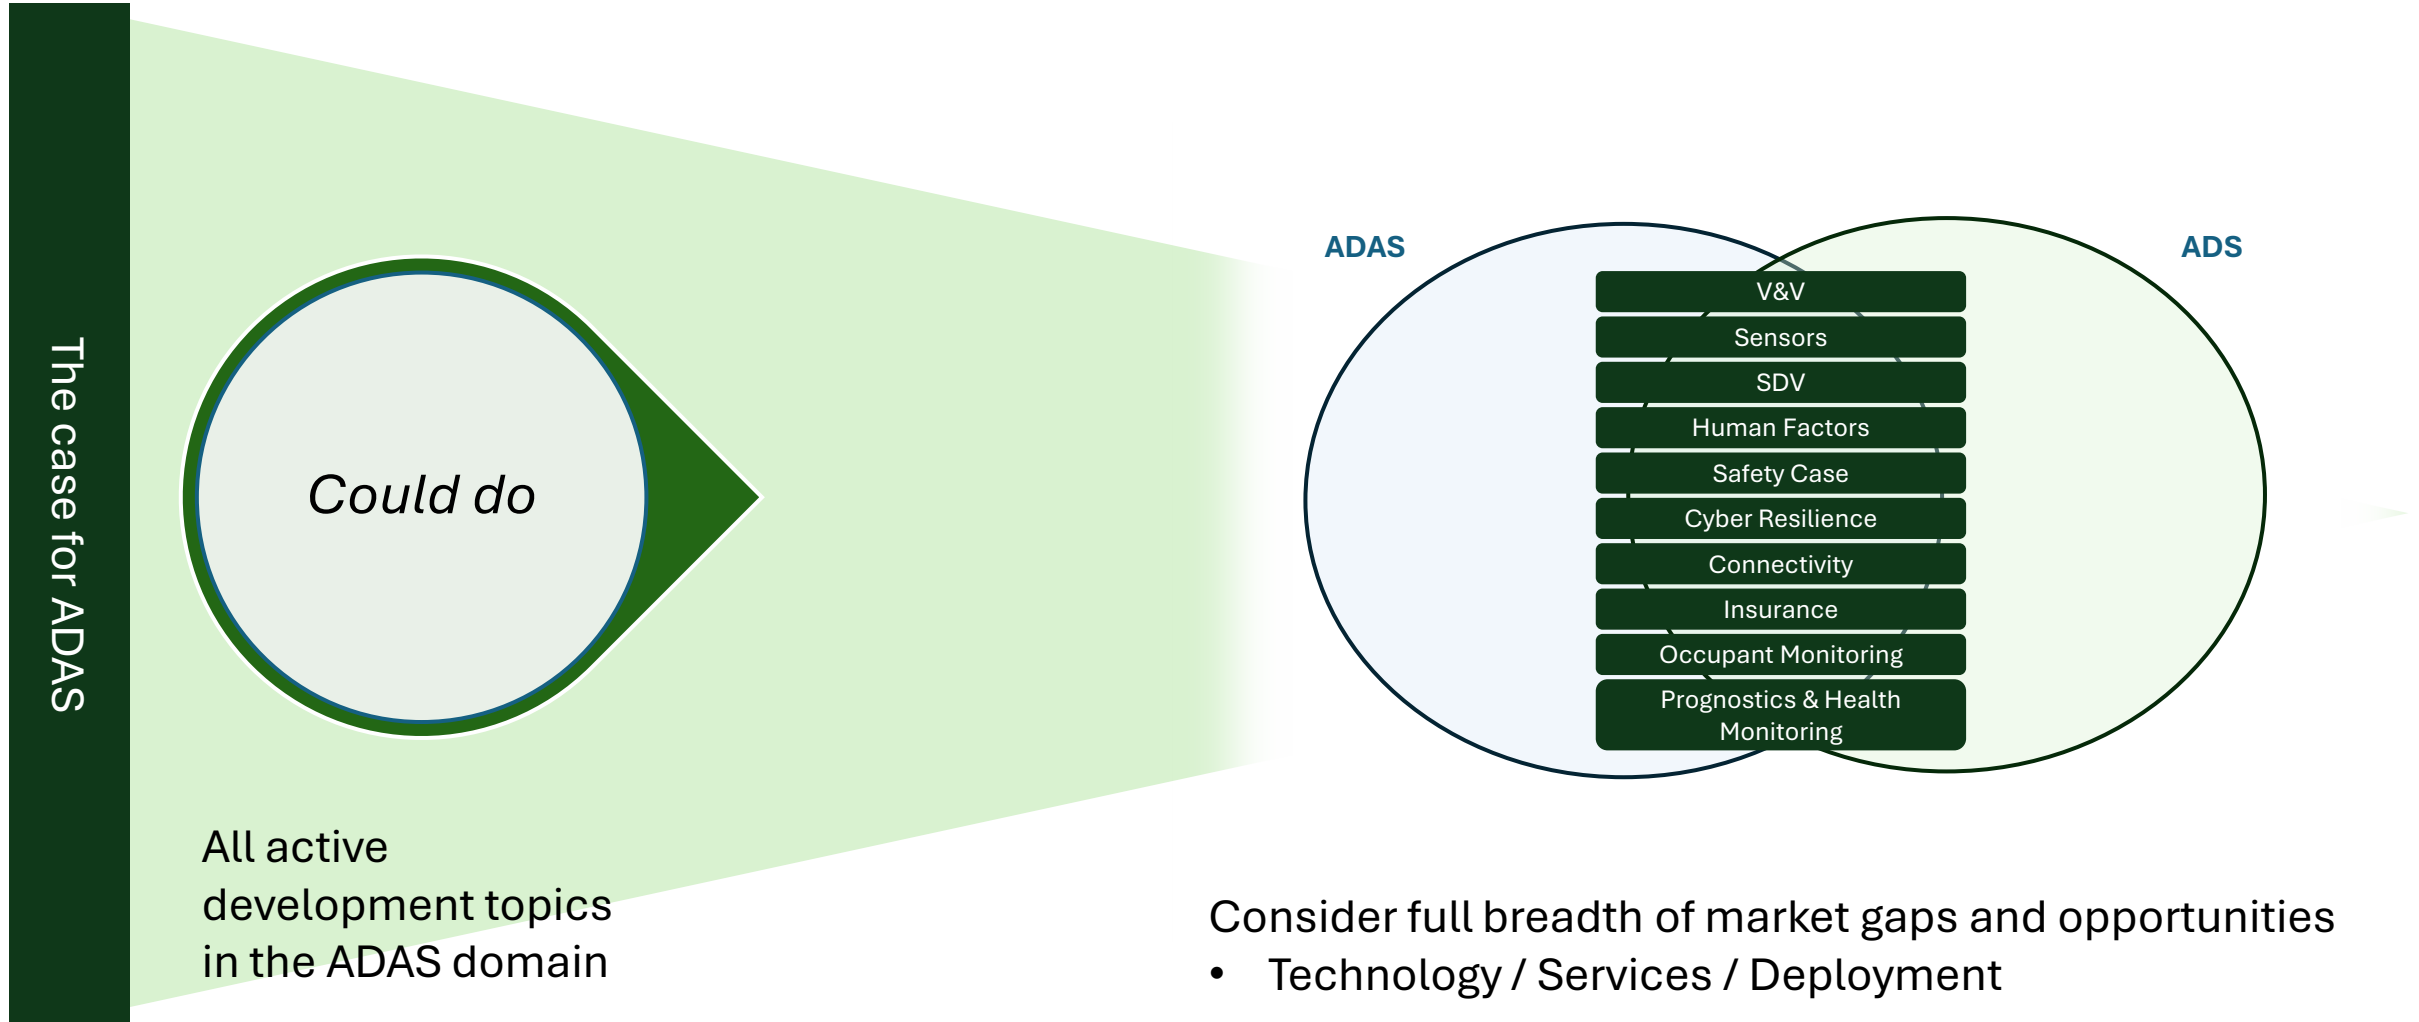 The case for ADAS
Could do
All active
development topics
in the ADAS domain
ADAS
ADS
V&V
Sensors
SDV
Human Factors
Safety Case
Cyber Resilience
Connectivity
Insurance
Occupant Monitoring
Prognostics & Health
Monitoring
Consider full breadth of market gaps and opportunities
• Technology / Services / Deployment